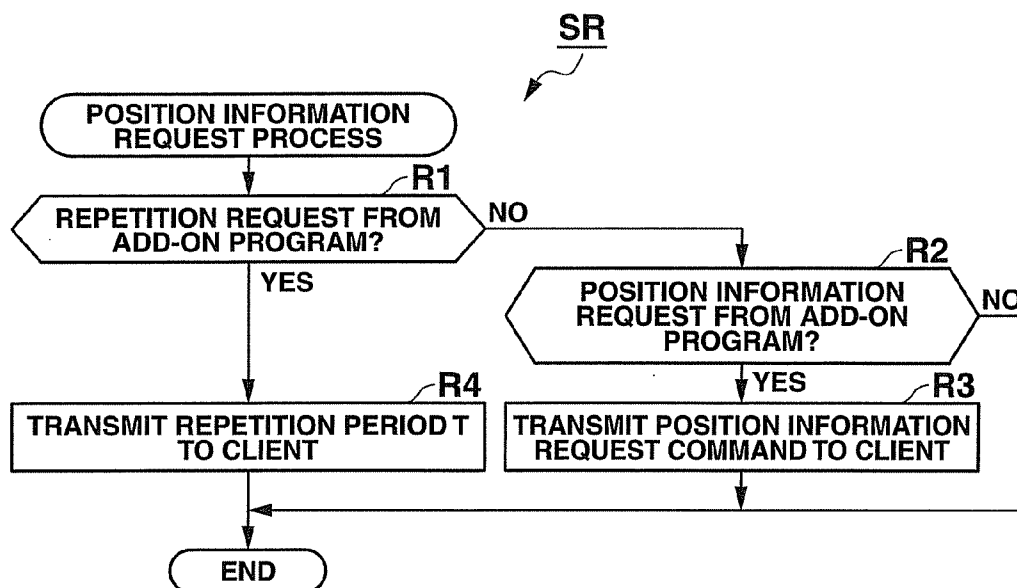 SR
POSITION INFORMATION
REQUEST PROCESS
R1
REPETITION REQUEST FROM
ADD-ON PROGRAM?
NO
YES
R2
POSITION INFORMATION
REQUEST FROM ADD-ON
PROGRAM?
NO
YES
R4
TRANSMIT REPETITION PERIOD T
TO CLIENT
R3
TRANSMIT POSITION INFORMATION
REQUEST COMMAND TO CLIENT
END